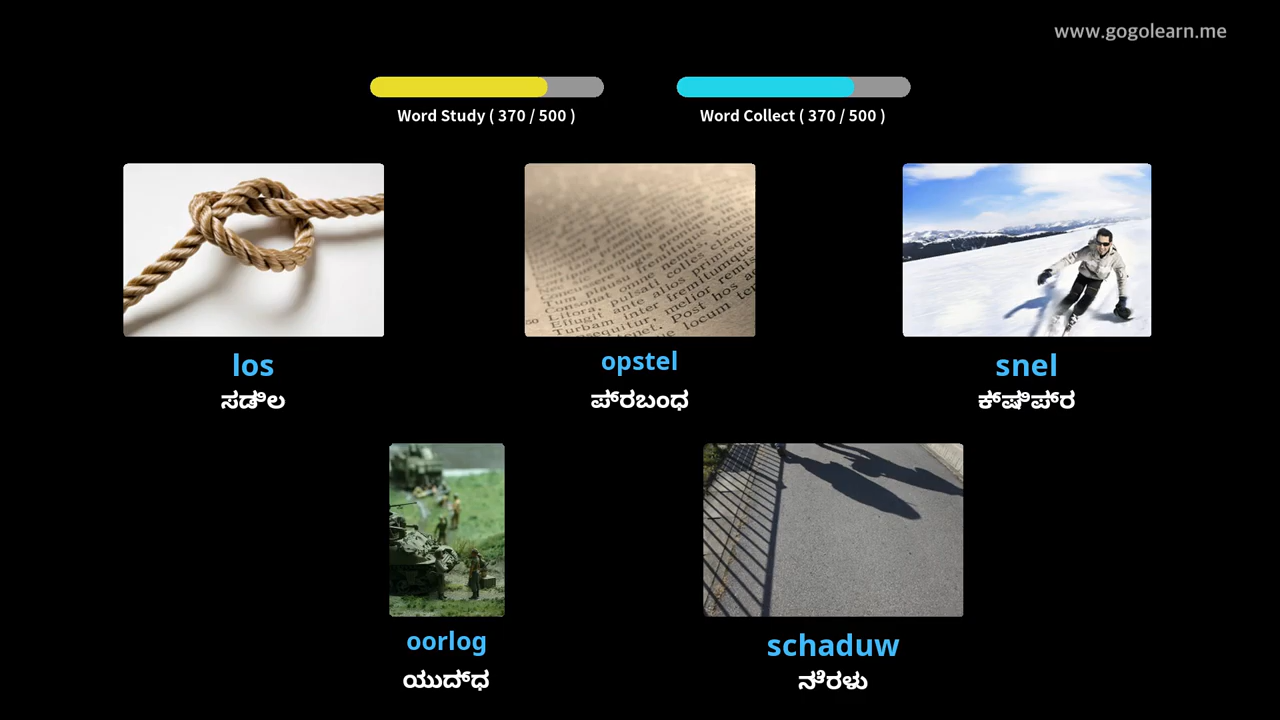 www.gogolearn.me
Word Study ( 370 / 500 )
Word Collect ( 370 / 500 )
los
ಸಡಿಲ
opstel
ಪ್ರಬಂಧ
snel
ಕ್ಷಿಪ್ರ
oorlog
ಯುದ್ಧ
schaduw
ನೆರಳು